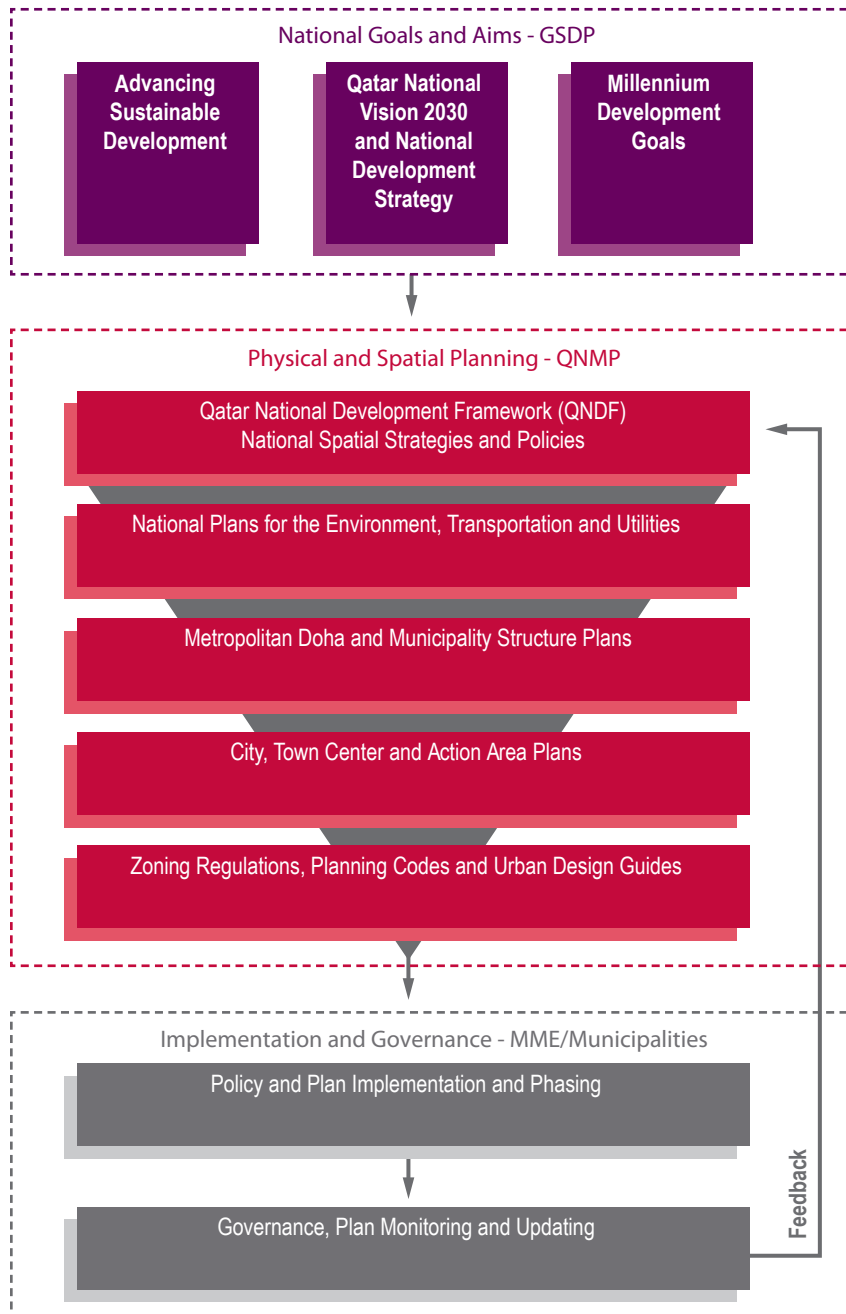 National Goals and Aims - GSDP
Advancing
Sustainable
Development
Qatar National
Vision 2030
and National
Development
Strategy
Millennium
Development
Goals
Physical and Spatial Planning - QNMP
Qatar National Development Framework (QNDF)
National Spatial Strategies and Policies
National Plans for the Environment, Transportation and Utilities
Metropolitan Doha and Municipality Structure Plans
City, Town Center and Action Area Plans
Zoning Regulations, Planning Codes and Urban Design Guides
Implementation and Governance - MME/Municipalities
Policy and Plan Implementation and Phasing
Governance, Plan Monitoring and Updating
Feedback